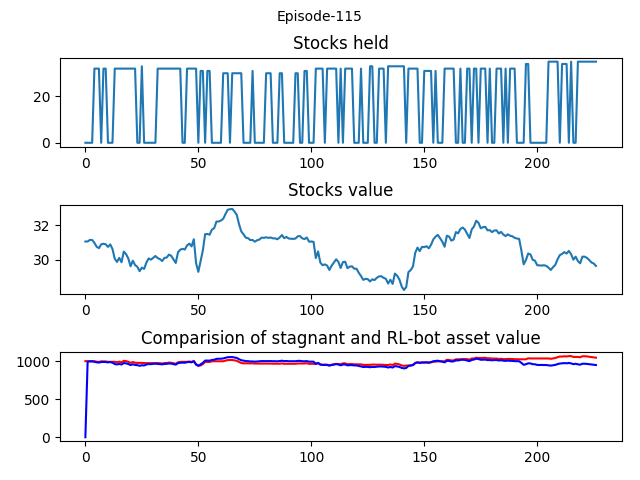 Episode-115
Stocks held
20
0
0 50 100 150 200
Stocks value
32
30
0 50 100 150 200
Comparision of stagnant and RL-bot asset value
1000
500
0
0 50 100 150 200